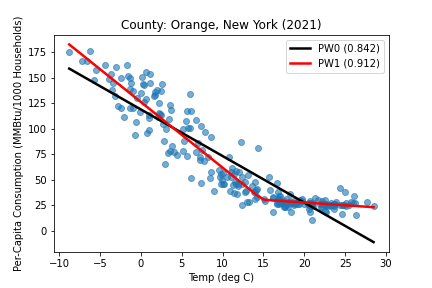 County: Orange, New York (2021)
Per-Capita Consumption (MMBtu/1000 Households)
175
150
125
100
75
50
25
0
PW0 (0.842)
PW1 (0.912)
−10 −5 0 5 10 15 20 25 30
Temp (deg C)